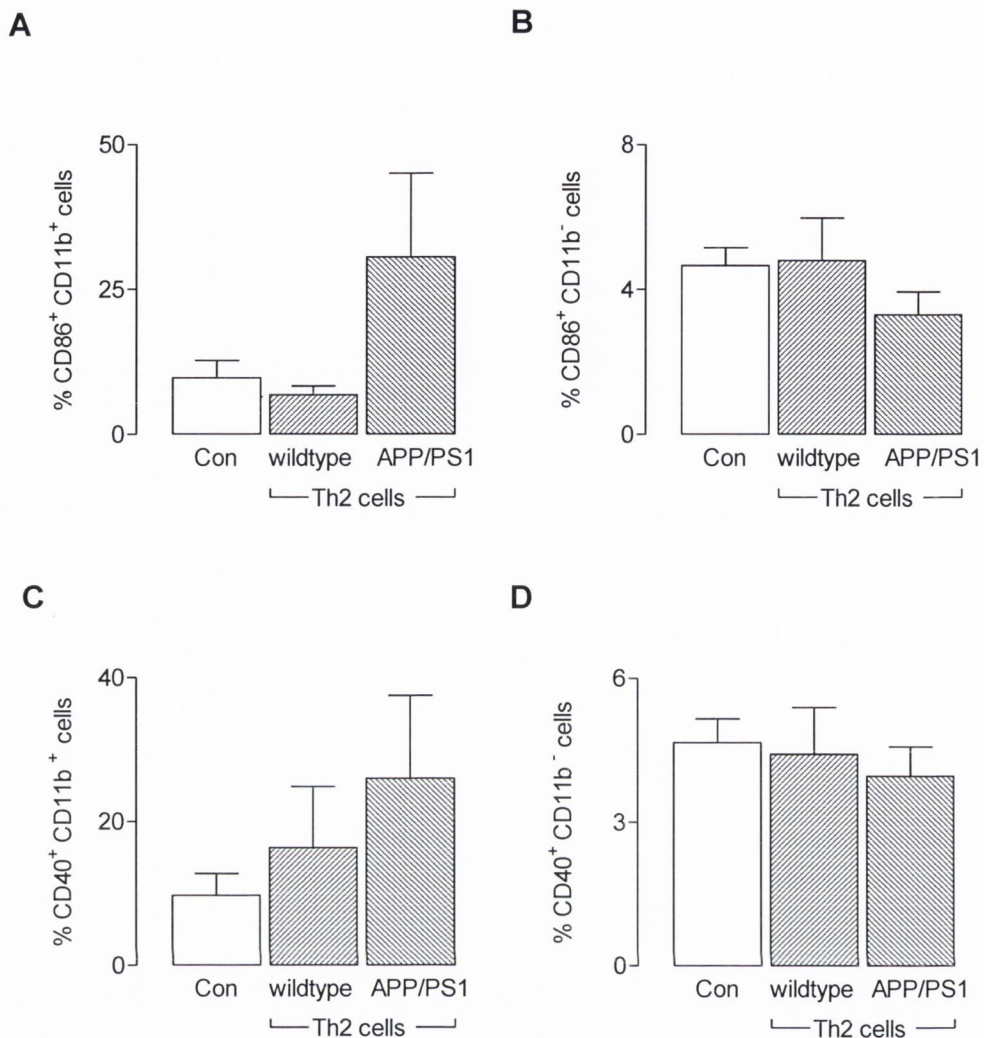 A
% CD86⁺ CD11b⁺ cells
50
25
0
Con wildtype APP/PS1
Th2 cells
B
% CD86⁺ CD11b⁻ cells
8
4
0
Con wildtype APP/PS1
Th2 cells
C
% CD40⁺ CD11b⁺ cells
40
20
0
Con wildtype APP/PS1
Th2 cells
D
% CD40⁺ CD11b⁻ cells
6
3
0
Con wildtype APP/PS1
Th2 cells